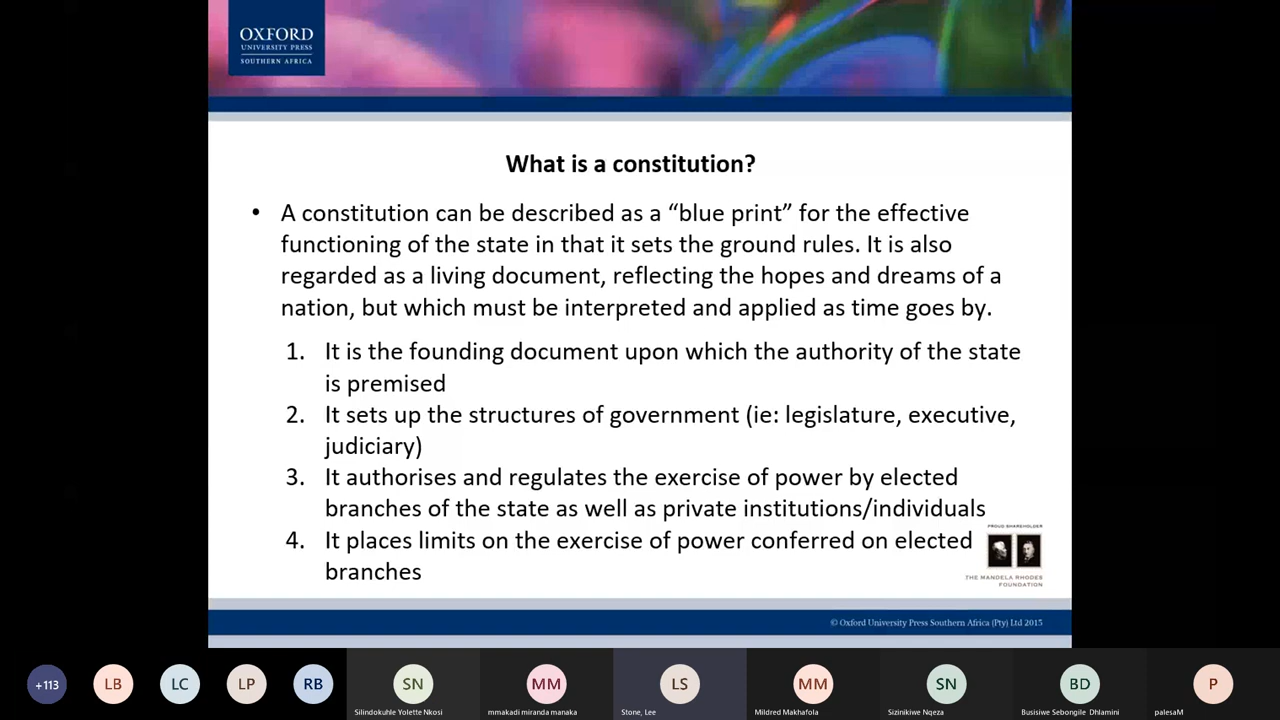 OXFORD
UNIVERSITY PRESS
SOUTHERN AFRICA
What is a constitution?
• A constitution can be described as a “blue print” for the effective
functioning of the state in that it sets the ground rules. It is also
regarded as a living document, reflecting the hopes and dreams of a
nation, but which must be interpreted and applied as time goes by.
1. It is the founding document upon which the authority of the state
is premised
2. It sets up the structures of government (ie: legislature, executive,
judiciary)
3. It authorises and regulates the exercise of power by elected
branches of the state as well as private institutions/individuals
4. It places limits on the exercise of power conferred on elected
branches
PROUD SHAREHOLDER
THE MANDELA RHODES
FOUNDATION
© Oxford University Press Southern Africa (Pty) Ltd 2015
+113 LB LC LP RB SN MM LS MM SN BD P
Silindokuhle Yolette Nkosi mmakadi miranda manaka Stone, Lee Mildred Makhafola Sizinikiwe Nqeza Busisiwe Sebongile Dhlamini palesaM